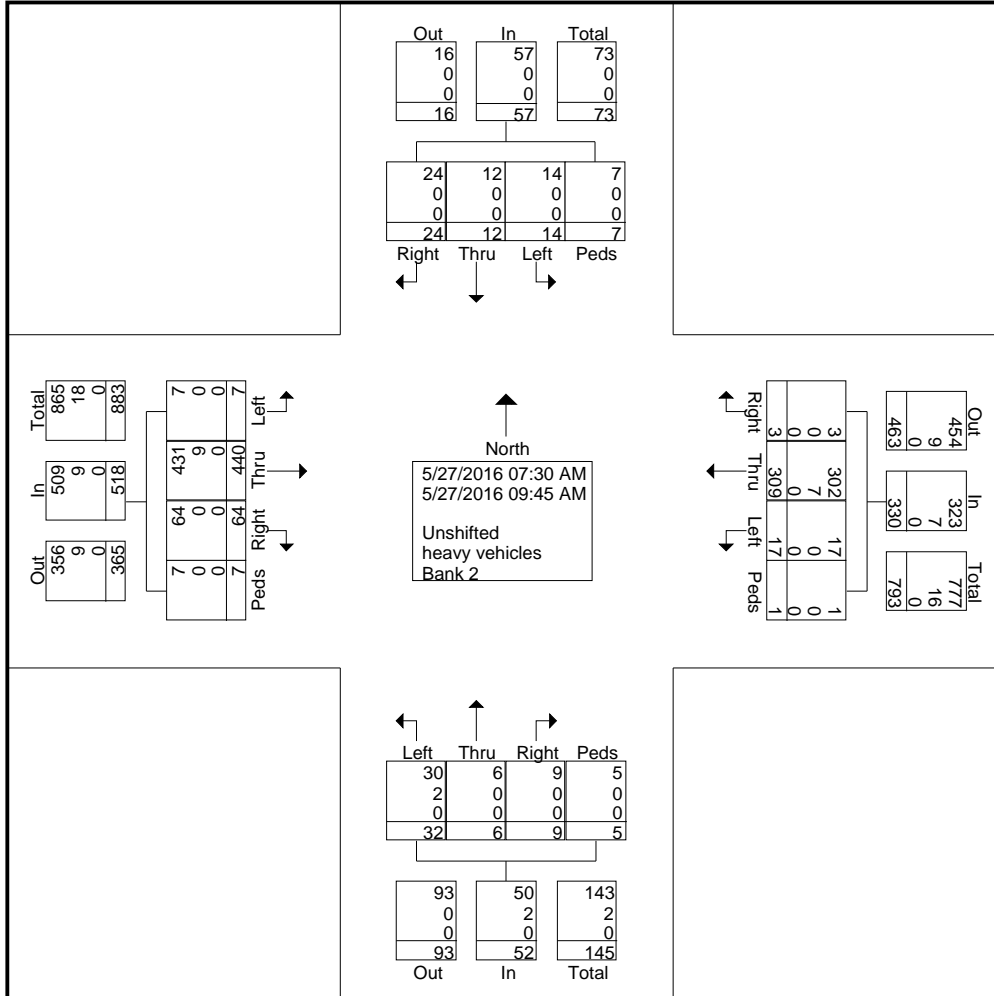 Out In Total
16 57 73
0 0 0
0 0 0
16 57 73
24 12 14 7
0 0 0 0
0 0 0 0
24 12 14 7
Right Thru Left Peds
Total
865
18
0
883
In
509
9
0
518
Out
356
9
0
365
Left
7
0
0
7
Thru
431
9
0
440
Right
64
0
0
64
Peds
7
0
0
7
North
5/27/2016 07:30 AM
5/27/2016 09:45 AM
Unshifted
heavy vehicles
Bank 2
Right
3
0
0
3
Thru
302
7
0
309
Left
17
0
0
17
Peds
1
0
0
1
Out
454
9
0
463
In
323
7
0
330
Total
777
16
0
793
Left Thru Right Peds
30 6 9 5
2 0 0 0
0 0 0 0
32 6 9 5
93 50 143
0 2 2
0 0 0
93 52 145
Out In Total